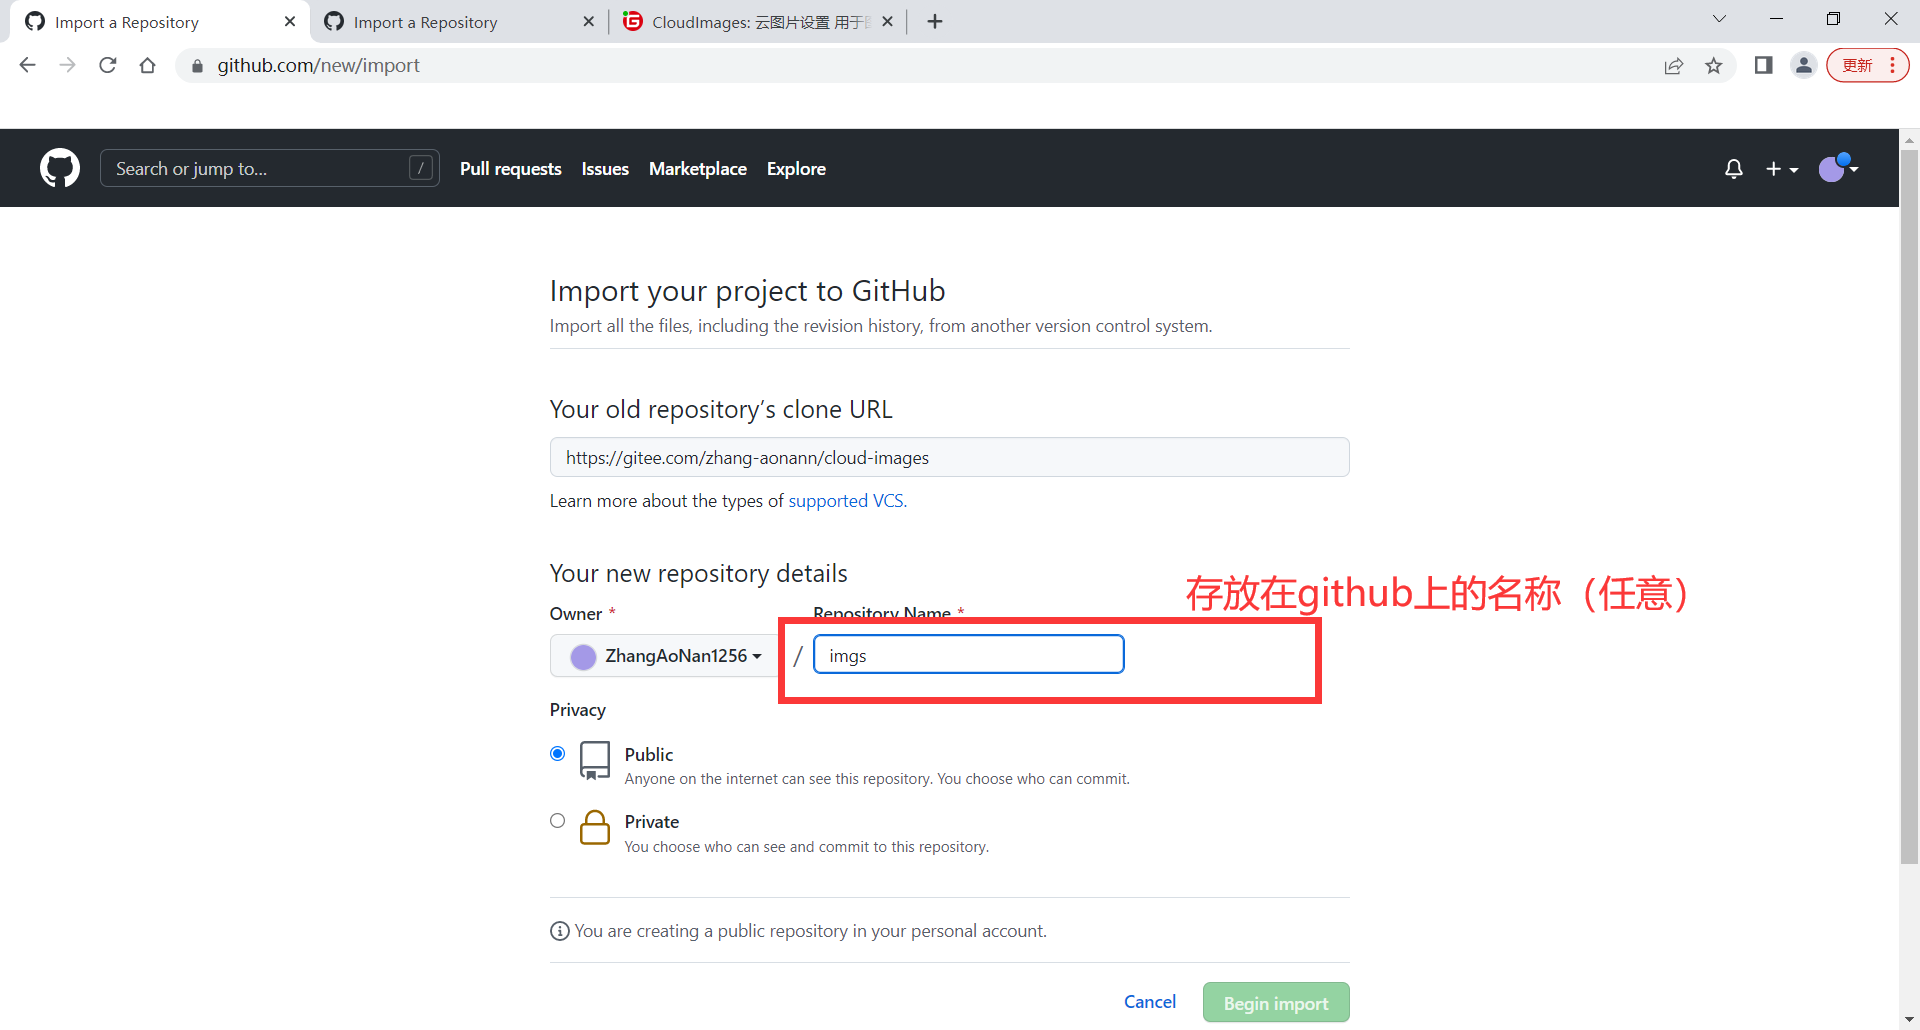 Import a Repository
Import a Repository
CloudImages: 云图片设置 用于
github.com/new/import
更新
Search or jump to...
/
Pull requests
Issues
Marketplace
Explore
Import your project to GitHub
Import all the files, including the revision history, from another version control system.
Your old repository’s clone URL
https://gitee.com/zhang-aonann/cloud-images
Learn more about the types of supported VCS.
Your new repository details
存放在github上的名称（任意）
Owner *
Repository Name *
ZhangAoNan1256
/
imgs
Privacy
Public
Anyone on the internet can see this repository. You choose who can commit.
Private
You choose who can see and commit to this repository.
You are creating a public repository in your personal account.
Cancel
Begin import